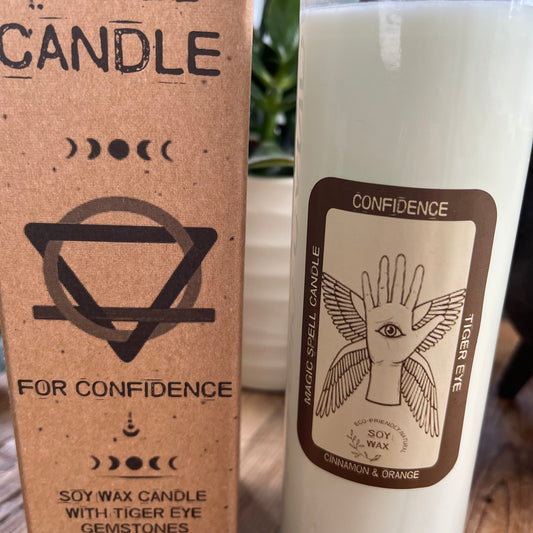 CANDLE
FOR CONFIDENCE
SOY WAX CANDLE
WITH TIGER EYE
GEMSTONES
CONFIDENCE
MAGIC SPELL CANDLE
TIGER EYE
ECO-FRIENDLY/NATURAL
SOY
WAX
CINNAMON & ORANGE